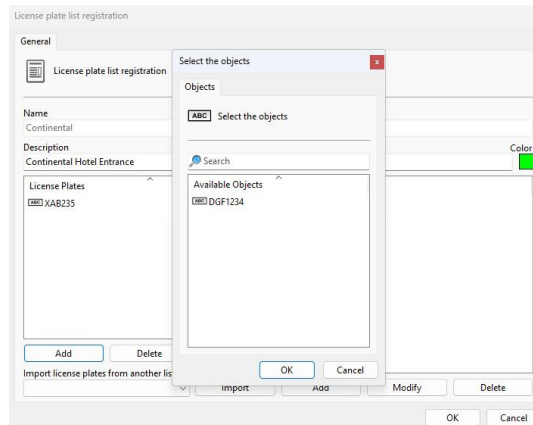 License plate list registration
General
License plate list registration
Name
Continental
Description
Continental Hotel Entrance
Color
License Plates
ABC XAB235
Add
Delete
Import license plates from another lis
Import
Add
Modify
Delete
OK
Cancel
Select the objects
x
Objects
ABC Select the objects
Search
Available Objects
ABC DGF1234
OK
Cancel